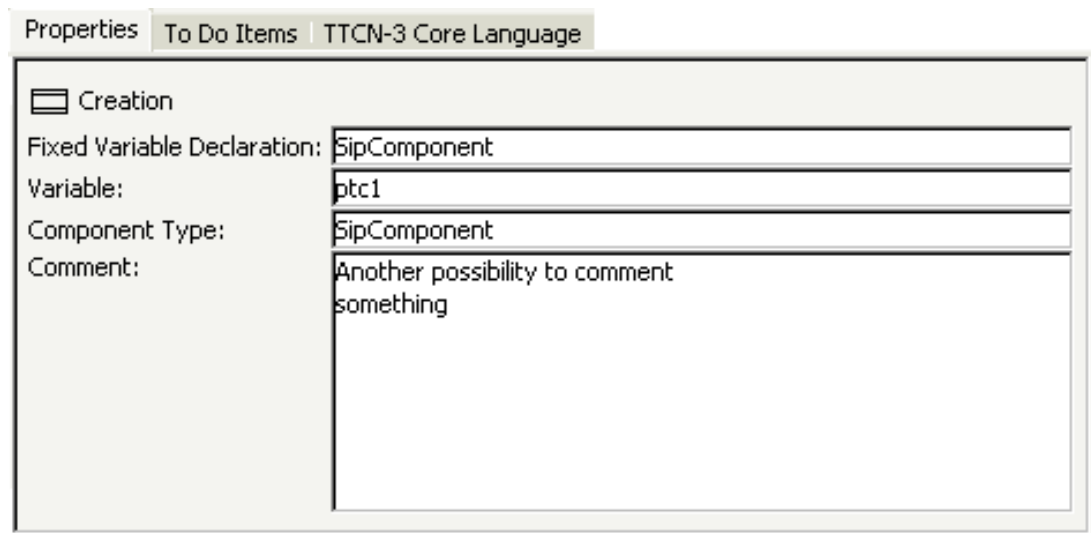 Properties To Do Items TTCN-3 Core Language
Creation
Fixed Variable Declaration: SipComponent
Variable: ptc1
Component Type: SipComponent
Comment: Another possibility to comment
something